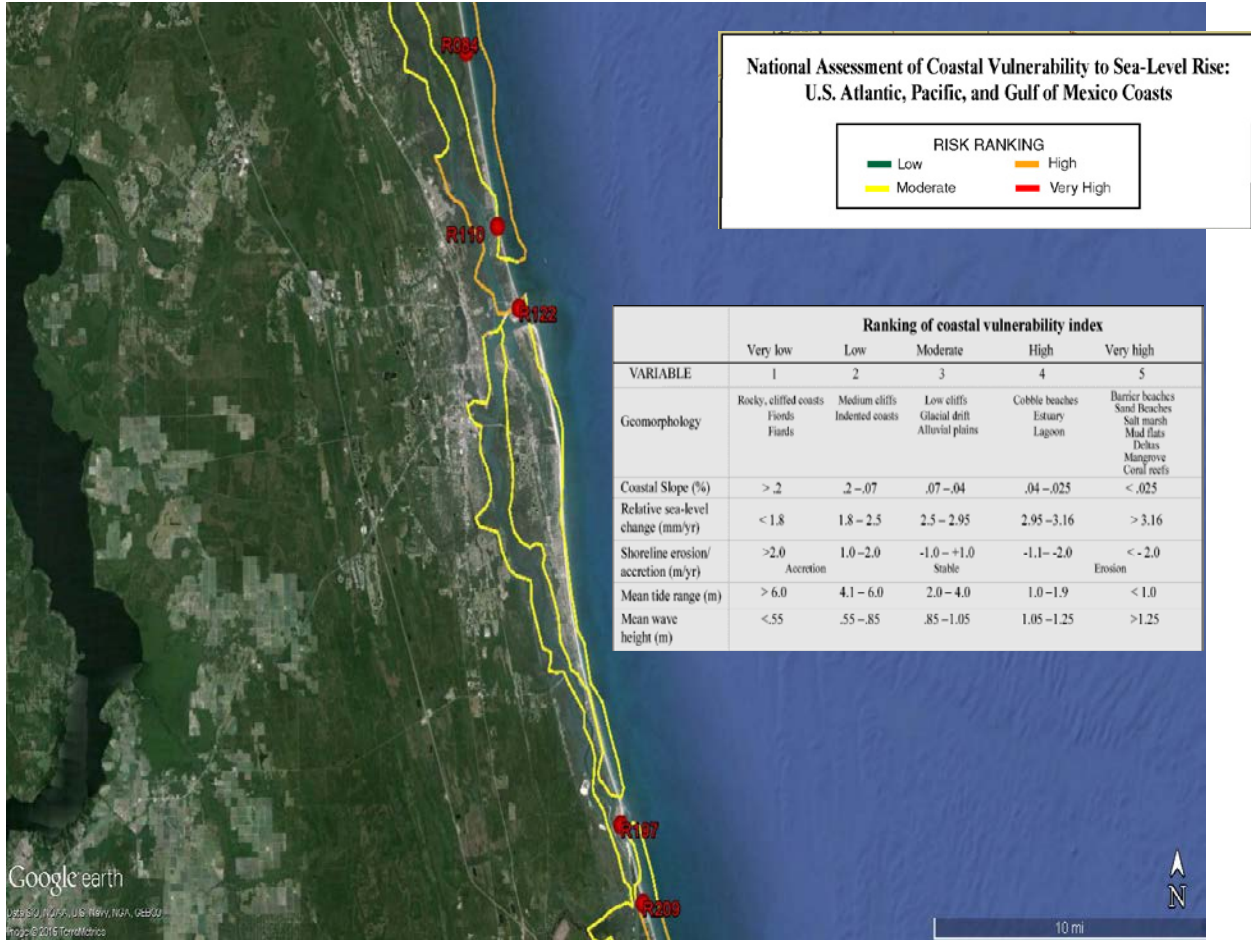 R084
National Assessment of Coastal Vulnerability to Sea-Level Rise:
U.S. Atlantic, Pacific, and Gulf of Mexico Coasts
RISK RANKING
Low High
Moderate Very High
R110
R122
Ranking of coastal vulnerability index
Very low Low Moderate High Very high
VARIABLE 1 2 3 4 5
Geomorphology
Rocky, cliffed coasts
Fiords
Fiards
Medium cliffs
Indented coasts
Low cliffs
Glacial drift
Alluvial plains
Cobble beaches
Estuary
Lagoon
Barrier beaches
Sand Beaches
Salt marsh
Mud flats
Deltas
Mangrove
Coral reefs
Coastal Slope (%) > .2 .2 – .07 .07 – .04 .04 – .025 < .025
Relative sea-level
change (mm/yr) < 1.8 1.8 – 2.5 2.5 – 2.95 2.95 – 3.16 > 3.16
Shoreline erosion/
accretion (m/yr)
>2.0 1.0 – 2.0 -1.0 – +1.0 -1.1– -2.0 < - 2.0
Accretion Stable Erosion
Mean tide range (m) > 6.0 4.1 – 6.0 2.0 – 4.0 1.0 – 1.9 < 1.0
Mean wave
height (m) <.55 .55 – .85 .85 – 1.05 1.05 – 1.25 >1.25
R197
R209
Google earth
Data SIO, NOAA, U.S. Navy, NGA, GEBCO
Image © 2016 TerraMetrics
N
10 mi